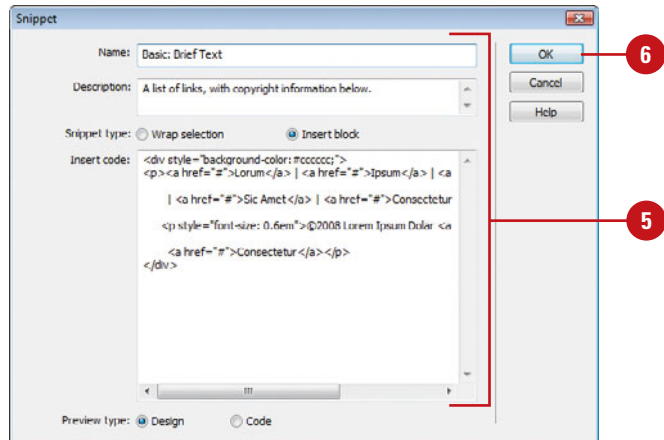 Snippet
Name: Basic: Brief Text
OK
6
Description: A list of links, with copyright information below.
Cancel
Help
Snippet type: Wrap selection Insert block
Insert code: <div style="background-color:#cccccc;">
<p><a href="#">Lorum</a> | <a href="#">Ipsum</a> | <a
| <a href="#">Sic Amet</a> | <a href="#">Consectetur
<p style="font-size: 0.6em">©2008 Lorem Ipsum Dolar <a
5
<a href="#">Consectetur</a></p>
</div>
Preview type: Design Code